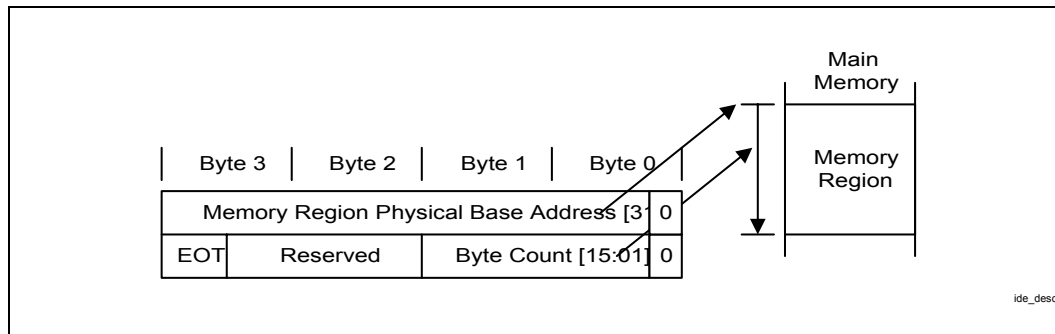 Main
Memory
Byte 3 Byte 2 Byte 1 Byte 0
Memory
Region
Memory Region Physical Base Address [31 0
EOT Reserved Byte Count [15:01] 0
ide_desc